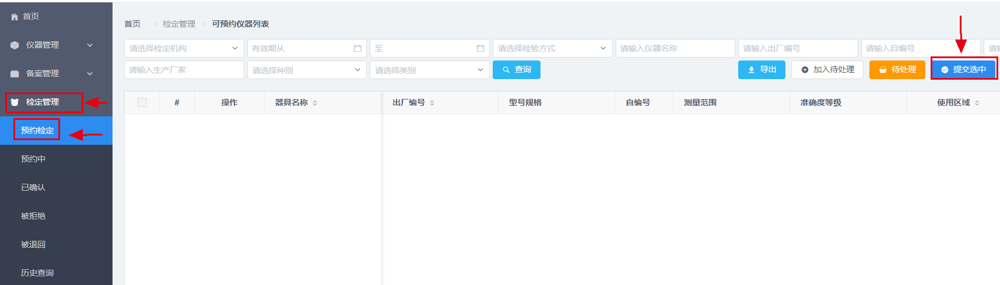 首页
仪器管理
备案管理
检定管理
预约检定
预约中
已确认
被拒绝
被退回
历史查询
首页 > 检定管理 > 可预约仪器列表
请选择检定机构 有效期从 至 请选择检验方式 请输入仪器名称 请输入出厂编号 请输入自编号
请输入生产厂家 请选择种别 请选择类别 查询 导出 加入待处理 待处理 提交选中
# 操作 器具名称 出厂编号 型号规格 自编号 测量范围 准确度等级 使用区域